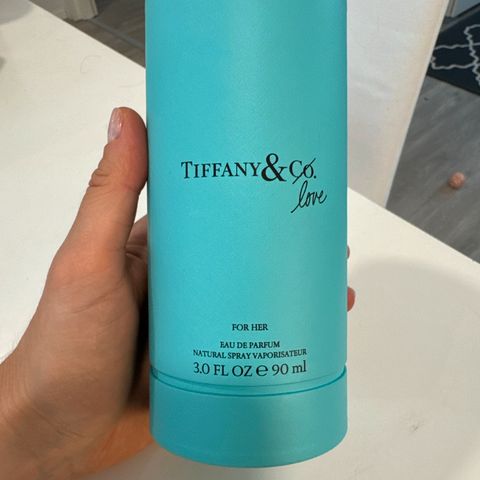 TIFFANY & Co.
love
FOR HER
EAU DE PARFUM
NATURAL SPRAY VAPORISATEUR
3.0 FL OZ ℮ 90 ml